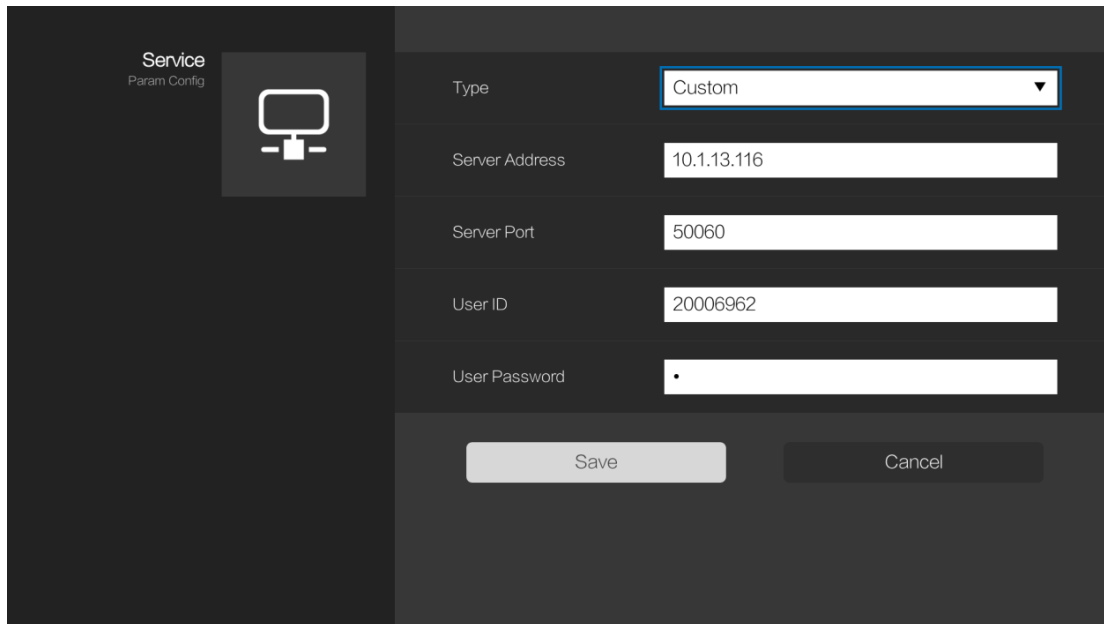 Service
Param Config
Type
Custom
Server Address
10.1.13.116
Server Port
50060
User ID
20006962
User Password
•
Save
Cancel